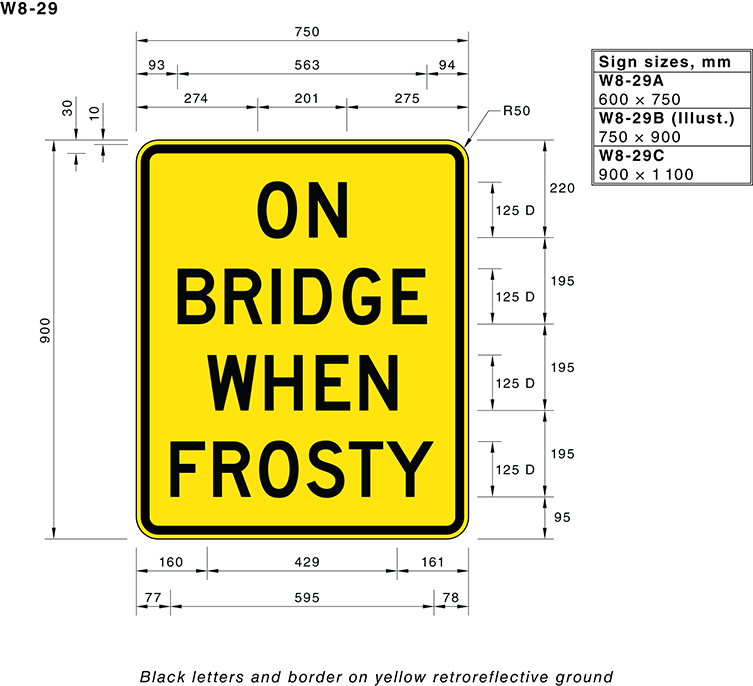 W8-29
750
93 563 94
274 201 275
R50
30
10
Sign sizes, mm
W8-29A
600 × 750
W8-29B (Illust.)
750 × 900
W8-29C
900 × 1 100
900
ON
BRIDGE
WHEN
FROSTY
125 D
220
125 D
195
125 D
195
125 D
195
95
160 429 161
77 595 78
Black letters and border on yellow retroreflective ground